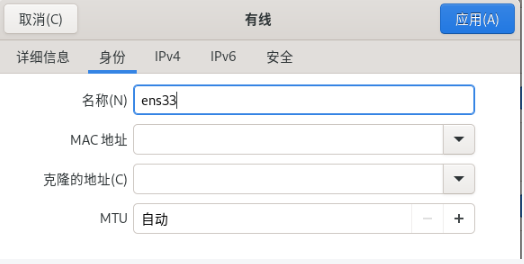 取消(C) 有线 应用(A)
详细信息 身份 IPv4 IPv6 安全
名称(N) ens33
MAC 地址
克隆的地址(C)
MTU 自动 − +